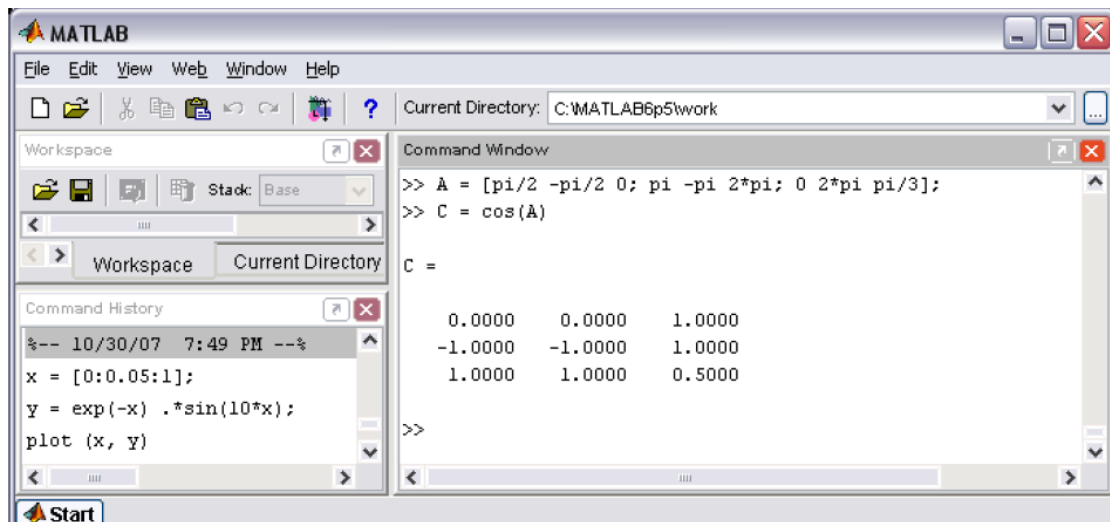 MATLAB
File Edit View Web Window Help
? Current Directory: C:\MATLAB6p5\work ...
Workspace
Stack: Base
Workspace Current Directory
Command History
%-- 10/30/07 7:49 PM --%
x = [0:0.05:1];
y = exp(-x) .*sin(10*x);
plot (x, y)
Command Window
>> A = [pi/2 -pi/2 0; pi -pi 2*pi; 0 2*pi pi/3];
>> C = cos(A)
C =
0.0000 0.0000 1.0000
-1.0000 -1.0000 1.0000
1.0000 1.0000 0.5000
>>
Start